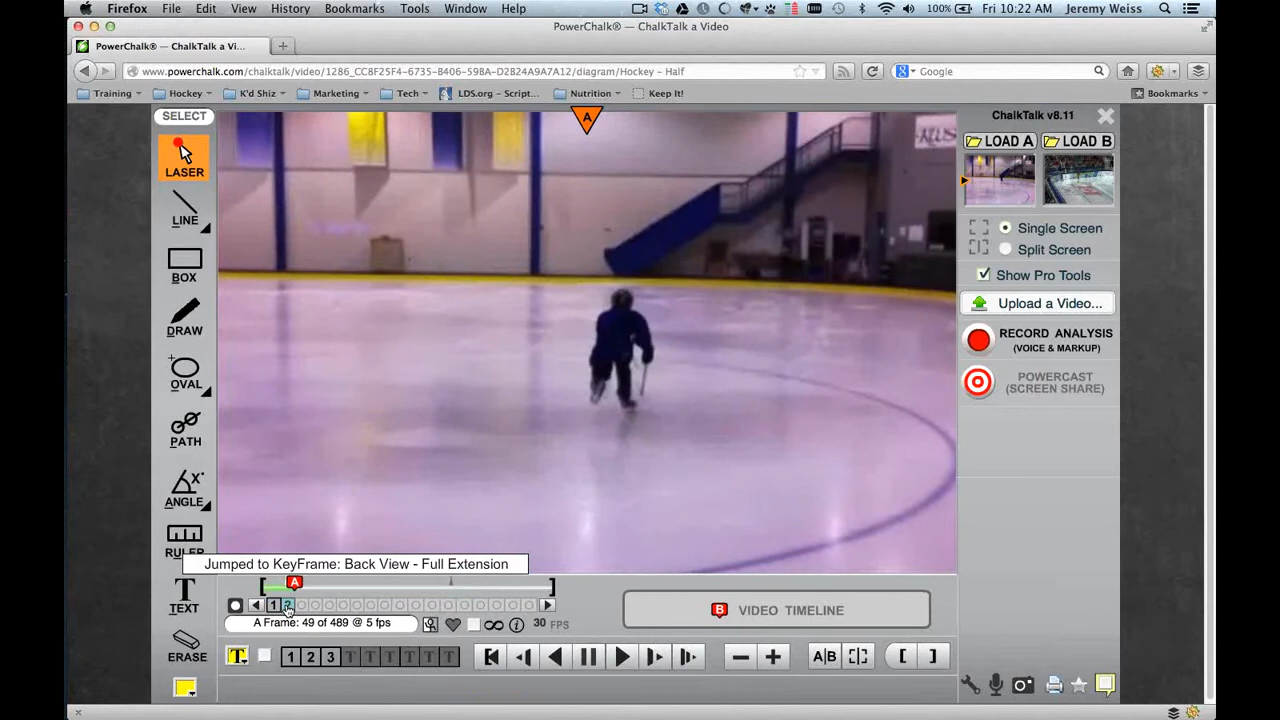 Firefox File Edit View History Bookmarks Tools Window Help 100% Fri 10:22 AM Jeremy Weiss
PowerChalk® — ChalkTalk a Video
PowerChalk® — ChalkTalk a Vi...
www.powerchalk.com/chalktalk/video/1286_CC8F25F4-6735-B406-59BA-D2B24A9A7A12/diagram/Hockey - Half
Google
Training Hockey K'd Shiz Marketing Tech LDS.org - Script... Nutrition Keep It! Bookmarks
SELECT
LASER
LINE
BOX
DRAW
OVAL
PATH
ANGLE
RULER
TEXT
ERASE
A
ChalkTalk v8.11
LOAD A LOAD B
Single Screen
Split Screen
Show Pro Tools
Upload a Video...
RECORD ANALYSIS
(VOICE & MARKUP)
POWERCAST
(SCREEN SHARE)
Jumped to KeyFrame: Back View - Full Extension
A
1 2
A Frame: 49 of 489 @ 5 fps
30 FPS
B VIDEO TIMELINE
T 1 2 3 T T T T T T
A|B [ ]